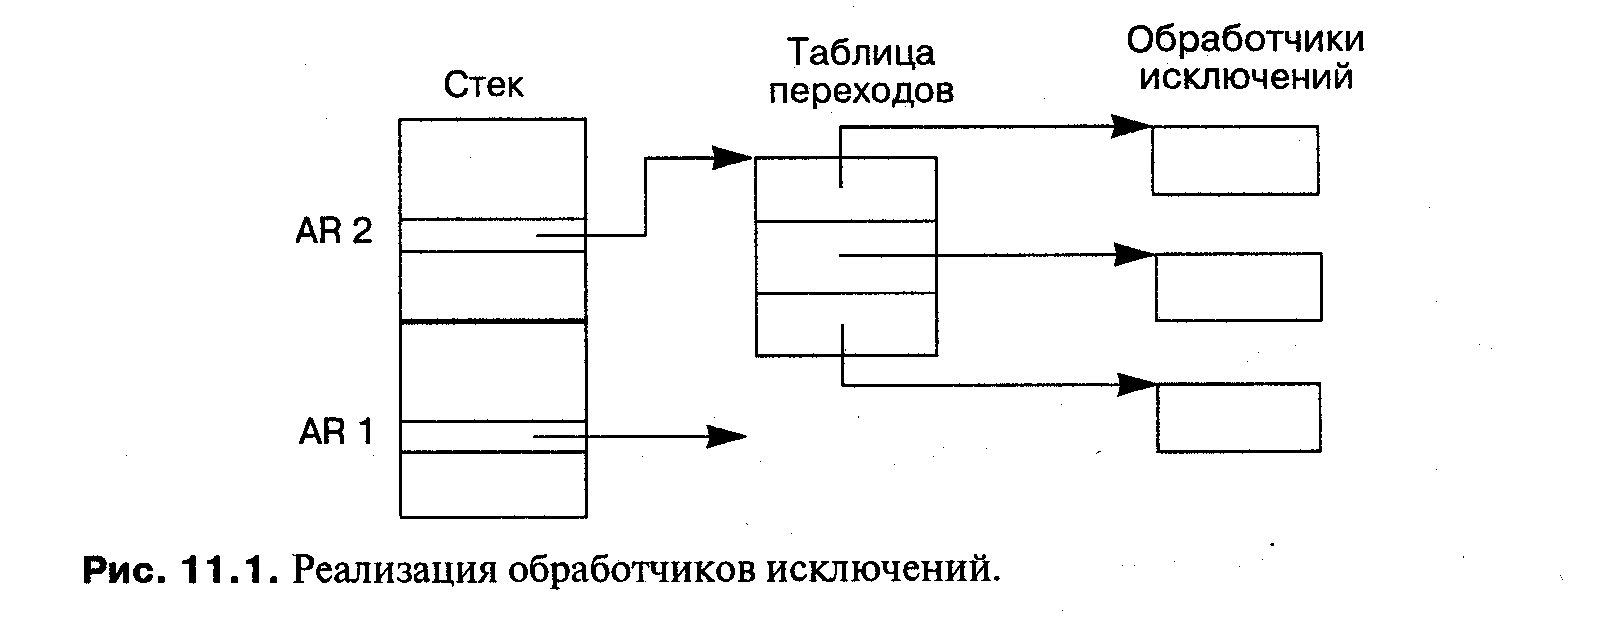 Стек
Таблица
переходов
Обработчики
исключений
AR 2
AR 1
Рис. 11.1. Реализация обработчиков исключений.